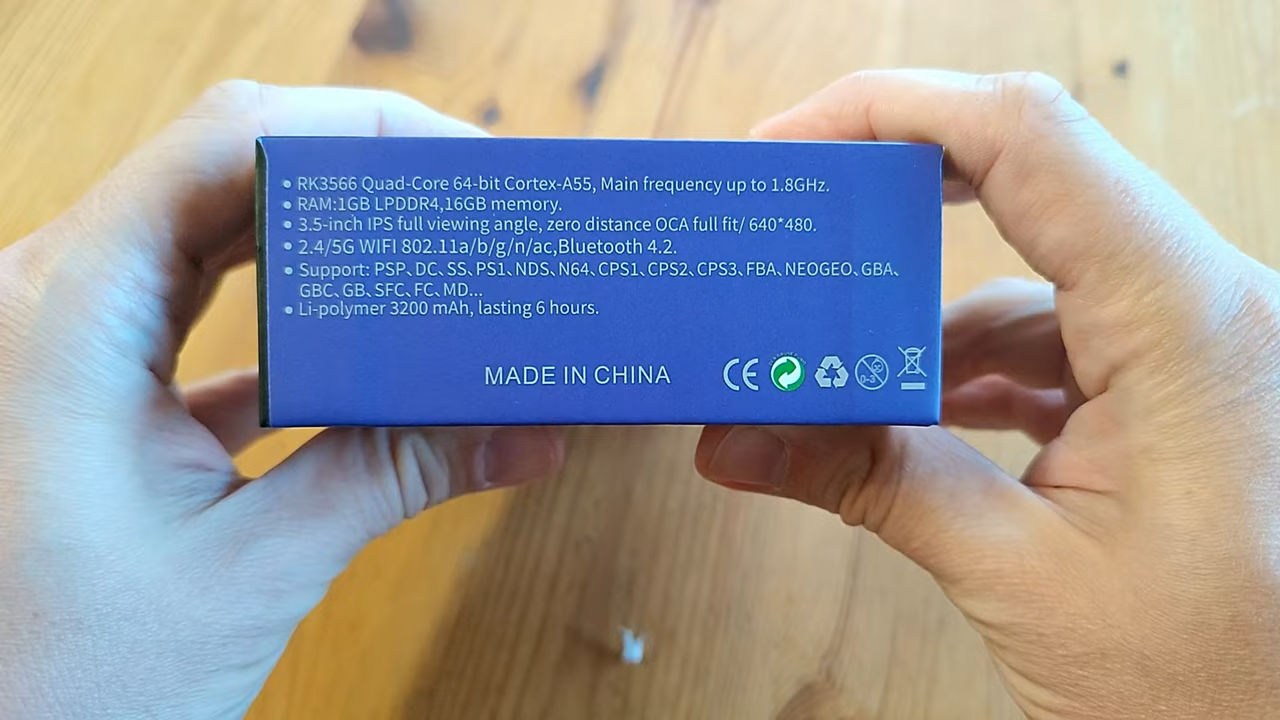 • RK3566 Quad-Core 64-bit Cortex-A55, Main frequency up to 1.8GHz.
• RAM:1GB LPDDR4,16GB memory.
• 3.5-inch IPS full viewing angle, zero distance OCA full fit/ 640*480.
• 2.4/5G WIFI 802.11a/b/g/n/ac,Bluetooth 4.2.
• Support: PSP、DC、SS、PS1、NDS、N64、CPS1、CPS2、CPS3、FBA、NEOGEO、GBA、
GBC、GB、SFC、FC、MD...
• Li-polymer 3200 mAh, lasting 6 hours.
MADE IN CHINA
CE
0-3